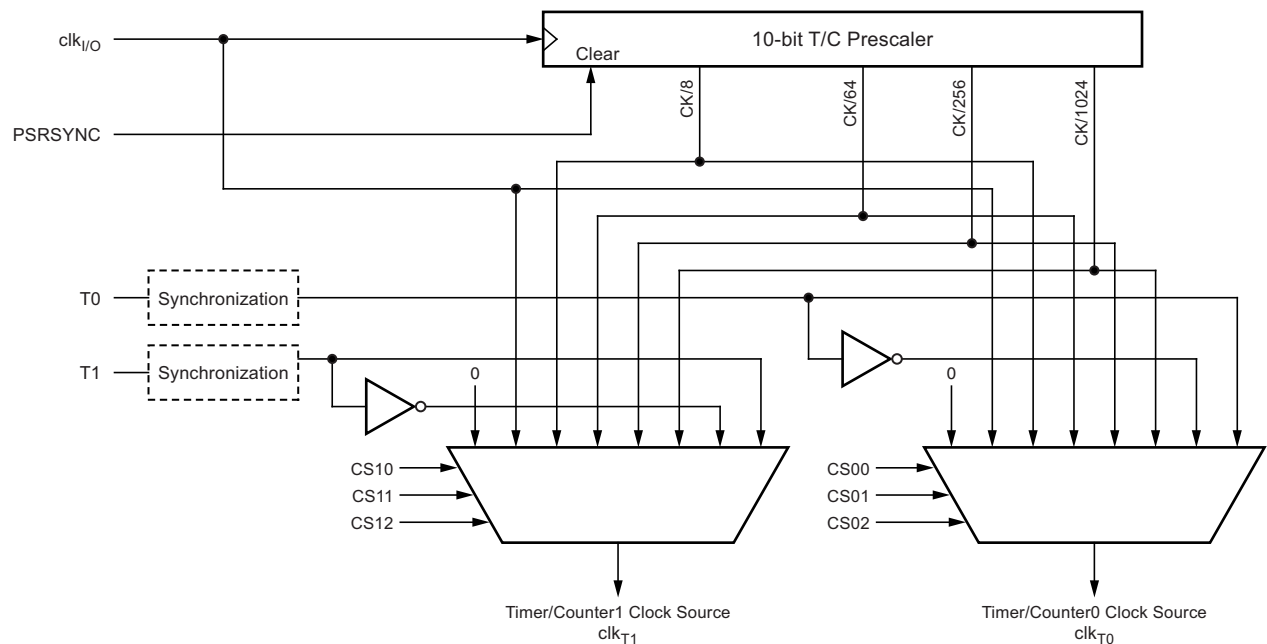 clkI/O
10-bit T/C Prescaler
Clear
PSRSYNC
CK/8
CK/64
CK/256
CK/1024
T0
Synchronization
T1
Synchronization
0
0
CS10
CS11
CS12
CS00
CS01
CS02
Timer/Counter1 Clock Source
clkT1
Timer/Counter0 Clock Source
clkT0